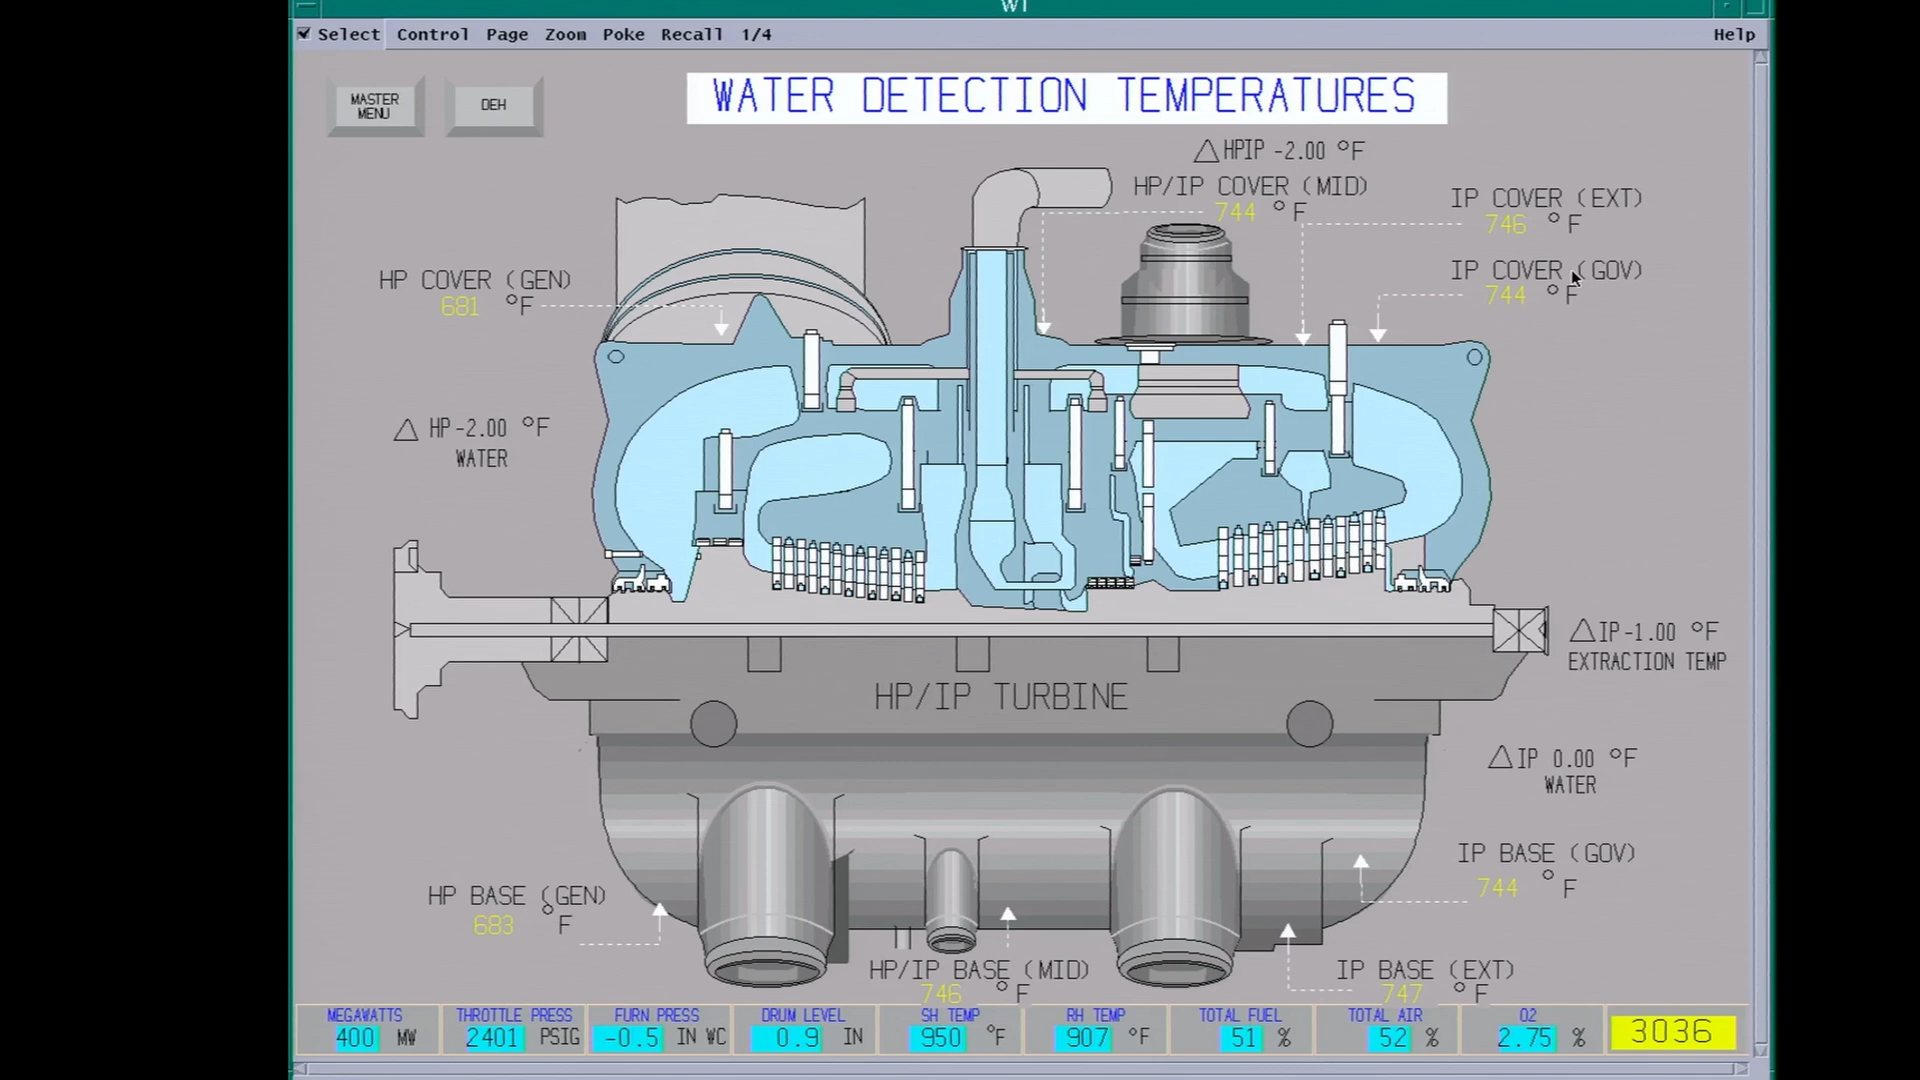 WT
Select Control Page Zoom Poke Recall 1/4 Help
MASTER
MENU
DEH
WATER DETECTION TEMPERATURES
△HPIP -2.00 °F
HP/IP COVER (MID)
744 °F
IP COVER (EXT)
746 °F
IP COVER (GOV)
744 °F
HP COVER (GEN)
681 °F
△ HP-2.00 °F
WATER
△IP-1.00 °F
EXTRACTION TEMP
HP/IP TURBINE
△IP 0.00 °F
WATER
IP BASE (GOV)
744 °F
HP BASE (GEN)
683 °F
HP/IP BASE (MID)
746 °F
IP BASE (EXT)
747 °F
MEGAWATTS
400 MW
THROTTLE PRESS
2401 PSIG
FURN PRESS
-0.5 IN WC
DRUM LEVEL
0.9 IN
SH TEMP
950 °F
RH TEMP
907 °F
TOTAL FUEL
51 %
TOTAL AIR
52 %
O2
2.75 %
3036